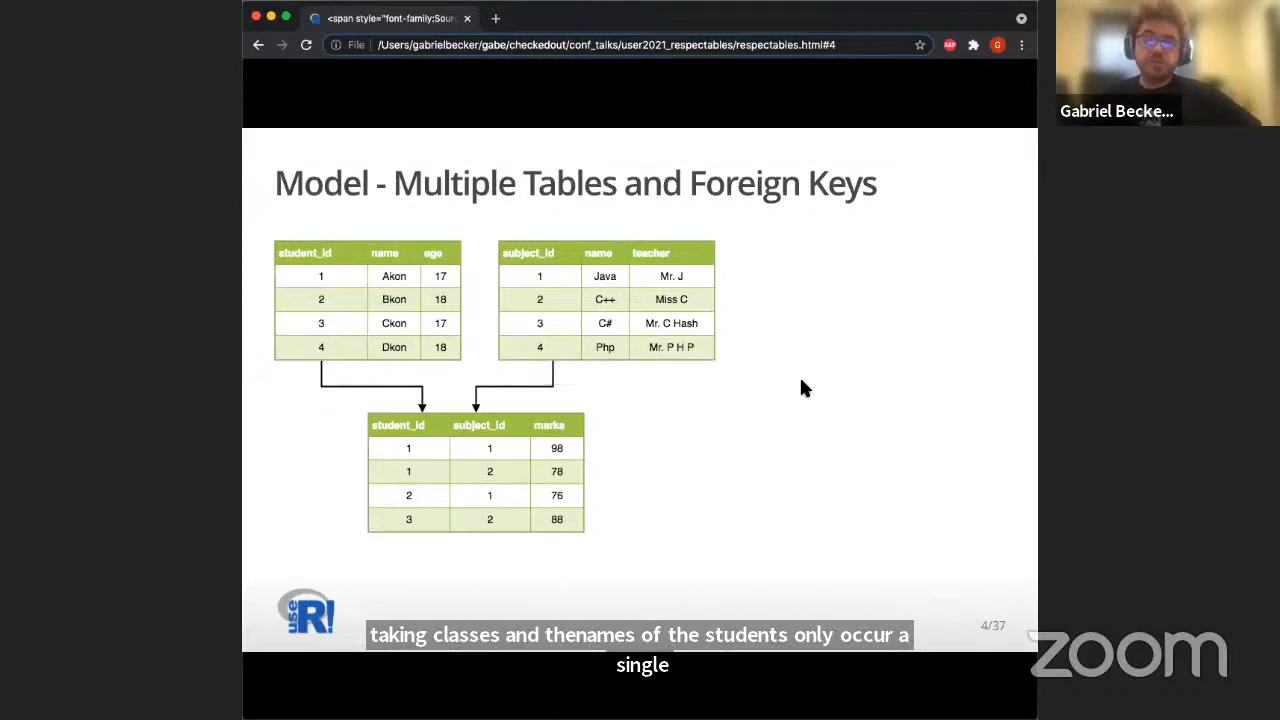 <span style="font-family:Sour
File
/Users/gabrielbecker/gabe/checkedout/conf_talks/user2021_respectables/respectables.html#4
ABP
G
Gabriel Becke...
Model - Multiple Tables and Foreign Keys
student_id name age
1 Akon 17
2 Bkon 18
3 Ckon 17
4 Dkon 18
subject_id name teacher
1 Java Mr. J
2 C++ Miss C
3 C# Mr. C Hash
4 Php Mr. P H P
student_id subject_id marks
1 1 98
1 2 78
2 1 76
3 2 88
use R!
4/37
taking classes and thenames of the students only occur a
single
zoom